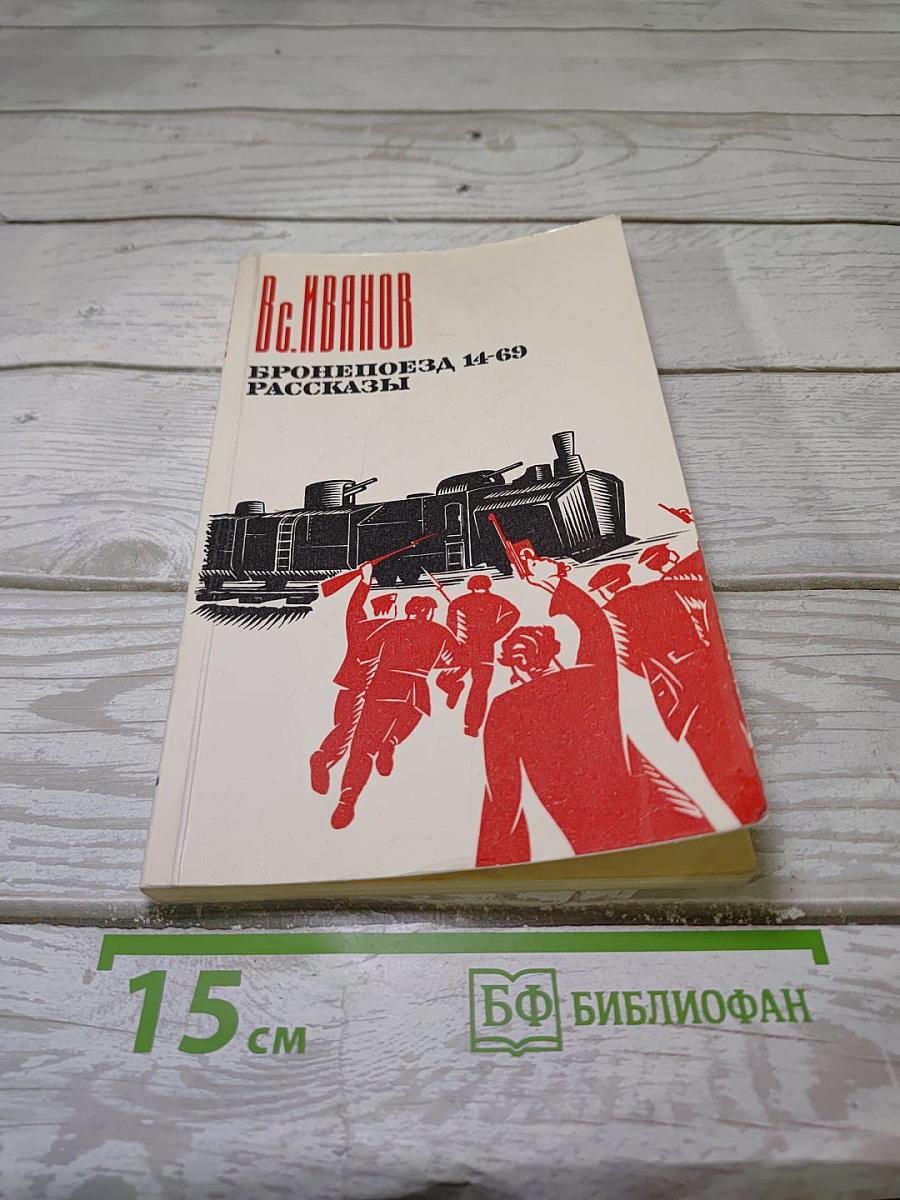 Вс.ИВАНОВ
БРОНЕПОЕЗД 14-69
РАССКАЗЫ
15 см
БФ БИБЛИОФАН